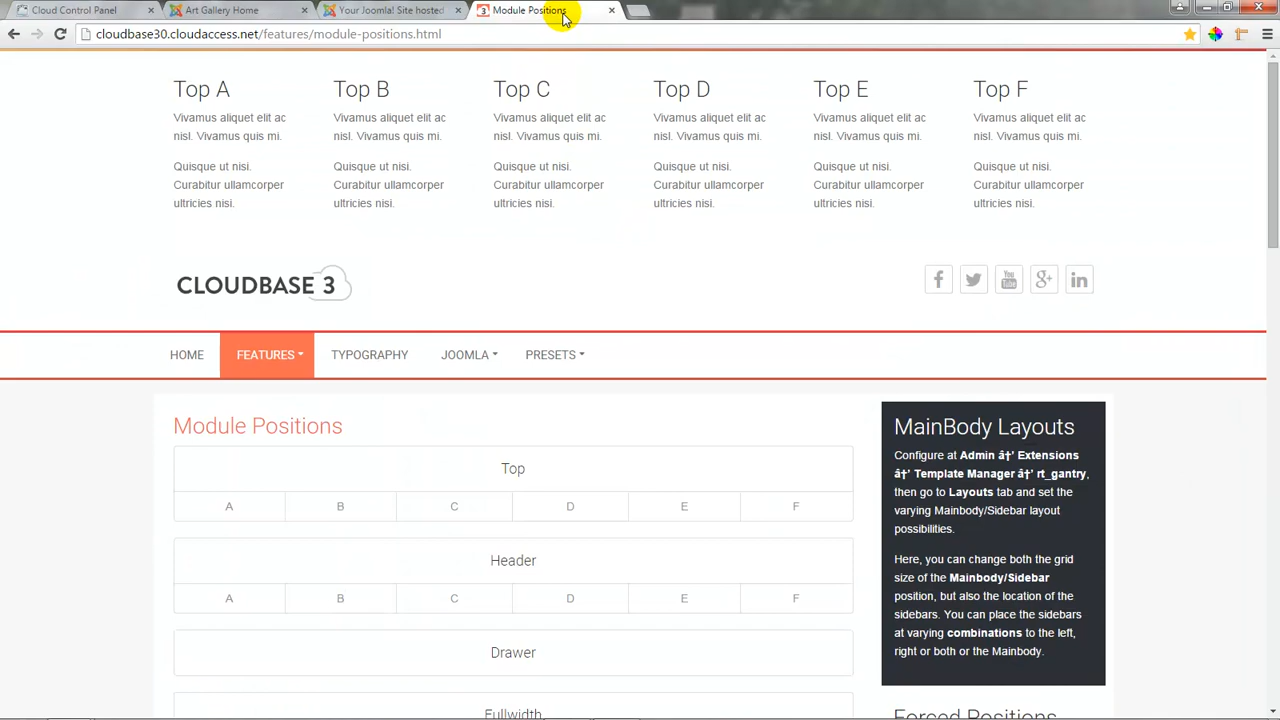 Cloud Control Panel
Art Gallery Home
Your Joomla! Site hosted
3 Module Positions
cloudbase30.cloudaccess.net/features/module-positions.html
Top A
Vivamus aliquet elit ac
nisl. Vivamus quis mi.
Quisque ut nisi.
Curabitur ullamcorper
ultricies nisi.
Top B
Vivamus aliquet elit ac
nisl. Vivamus quis mi.
Quisque ut nisi.
Curabitur ullamcorper
ultricies nisi.
Top C
Vivamus aliquet elit ac
nisl. Vivamus quis mi.
Quisque ut nisi.
Curabitur ullamcorper
ultricies nisi.
Top D
Vivamus aliquet elit ac
nisl. Vivamus quis mi.
Quisque ut nisi.
Curabitur ullamcorper
ultricies nisi.
Top E
Vivamus aliquet elit ac
nisl. Vivamus quis mi.
Quisque ut nisi.
Curabitur ullamcorper
ultricies nisi.
Top F
Vivamus aliquet elit ac
nisl. Vivamus quis mi.
Quisque ut nisi.
Curabitur ullamcorper
ultricies nisi.
CLOUDBASE 3
f You Tube g+ in
HOME FEATURES TYPOGRAPHY JOOMLA PRESETS
Module Positions
Top
A B C D E F
Header
A B C D E F
Drawer
Fullwidth
MainBody Layouts
Configure at Admin â†’ Extensions
â†’ Template Manager â†’ rt_gantry,
then go to Layouts tab and set the
varying Mainbody/Sidebar layout
possibilities.
Here, you can change both the grid
size of the Mainbody/Sidebar
position, but also the location of the
sidebars. You can place the sidebars
at varying combinations to the left,
right or both or the Mainbody.
Forced Positions